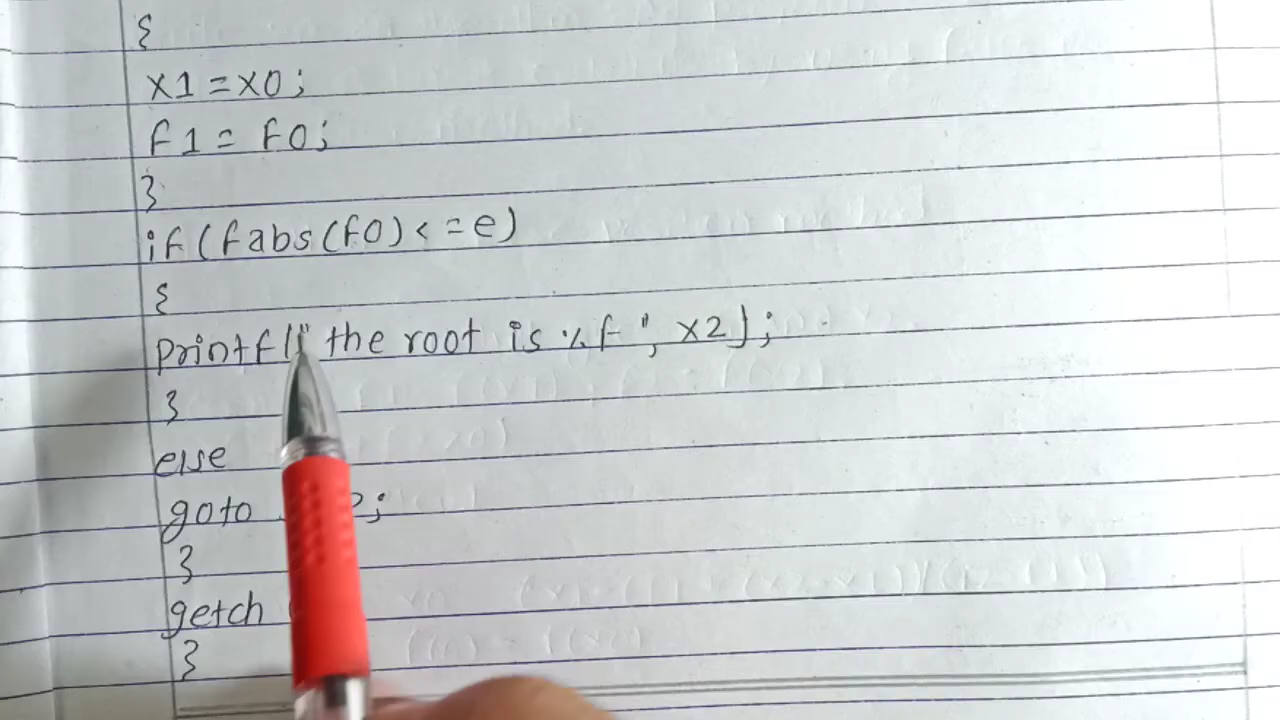 {
x1=x0;
f1= f0;
}
if(fabs(f0)<=e)
{
printf(" the root is %f ", x2);
}
else
goto
}
getch
}